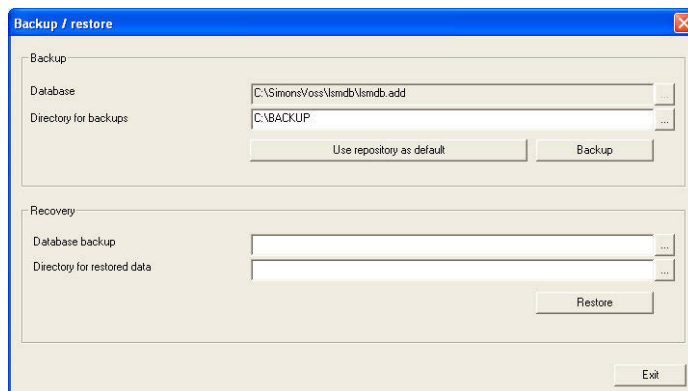 Backup / restore
Backup
Database C:\SimonsVoss\lsmdb\lsmdb.add ...
Directory for backups C:\BACKUP ...
Use repository as default Backup
Recovery
Database backup ...
Directory for restored data ...
Restore
Exit